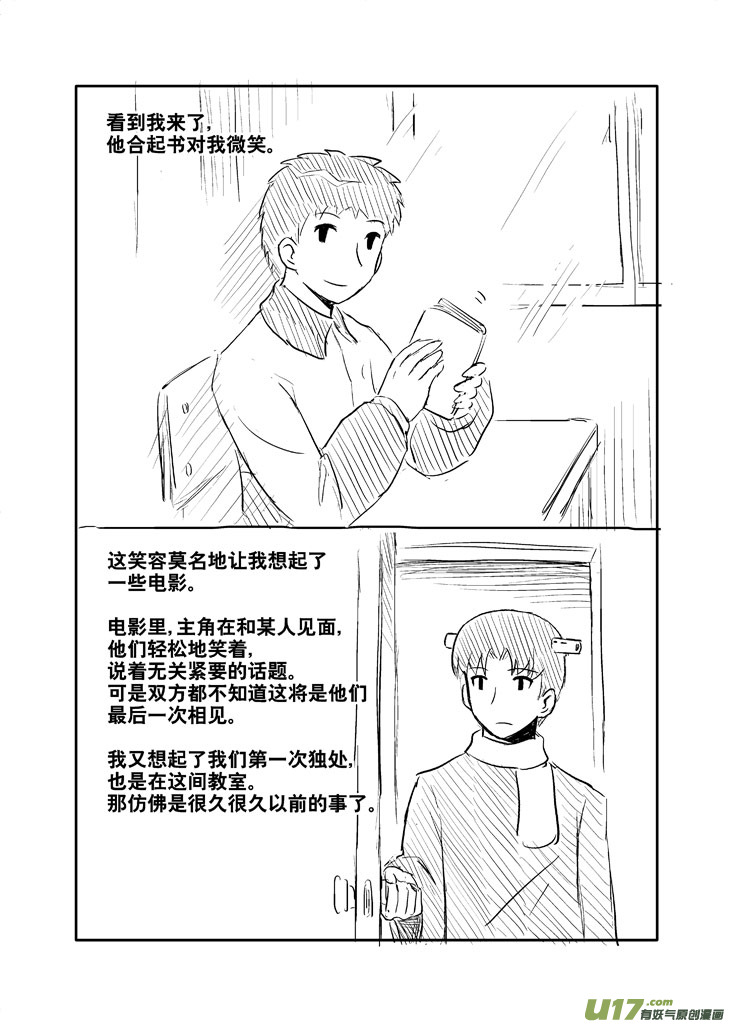 看到我来了，
他合起书对我微笑。
这笑容莫名地让我想起了
一些电影。
电影里，主角在和某人见面，
他们轻松地笑着，
说着无关紧要的话题。
可是双方都不知道这将是他们
最后一次相见。
我又想起了我们第一次独处，
也是在这间教室。
那仿佛是很久很久以前的事了。
U17.com
有妖气原创漫画